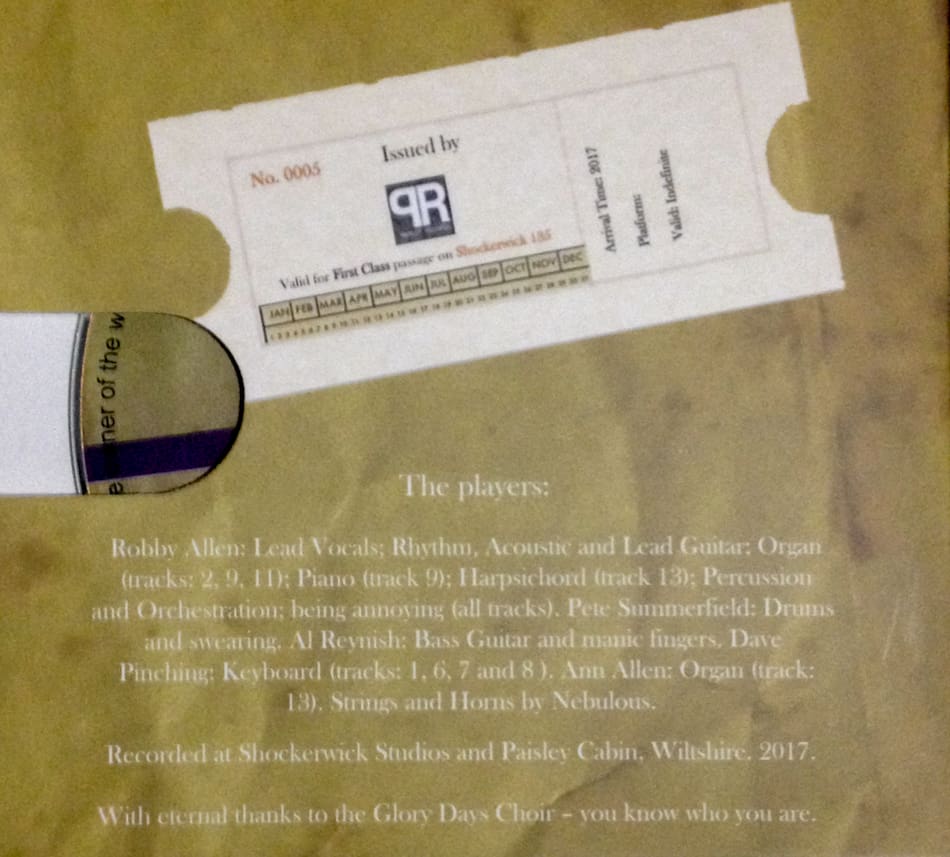 No. 0005
Issued by
PR
Valid for First Class passage on Shockerwick 135
JAN FEB MAR APR MAY JUN JUL AUG SEP OCT NOV DEC
Arrival Time: 2017
Platform:
Valid: Indefinite
ner of the w
e
The players:
Robby Allen: Lead Vocals; Rhythm, Acoustic and Lead Guitar; Organ
(tracks: 2, 9, 11); Piano (track 9); Harpsichord (track 13); Percussion
and Orchestration; being annoying (all tracks). Pete Summerfield: Drums
and swearing. Al Reynish: Bass Guitar and manic fingers. Dave
Pinching: Keyboard (tracks: 1, 6, 7 and 8 ). Ann Allen: Organ (track:
13). Strings and Horns by Nebulous.
Recorded at Shockerwick Studios and Paisley Cabin, Wiltshire. 2017.
With eternal thanks to the Glory Days Choir – you know who you are.